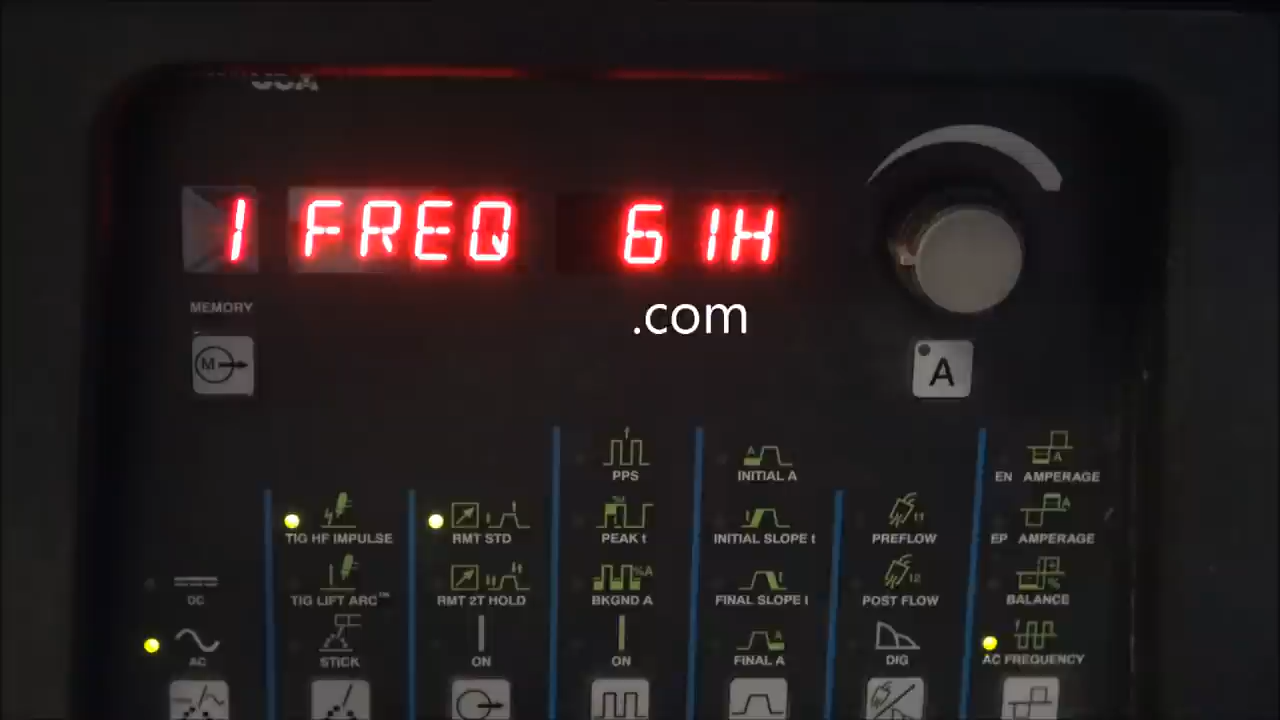 USA
1 FREQ 61H
MEMORY
.com
M
A
PPS
INITIAL A
EN AMPERAGE
TIG HF IMPULSE
RMT STD
PEAK t
INITIAL SLOPE t
PREFLOW
EP AMPERAGE
DC
TIG LIFT ARC™
RMT 2T HOLD
BKGND A
FINAL SLOPE t
POST FLOW
BALANCE
AC
STICK
ON
ON
FINAL A
DIG
AC FREQUENCY